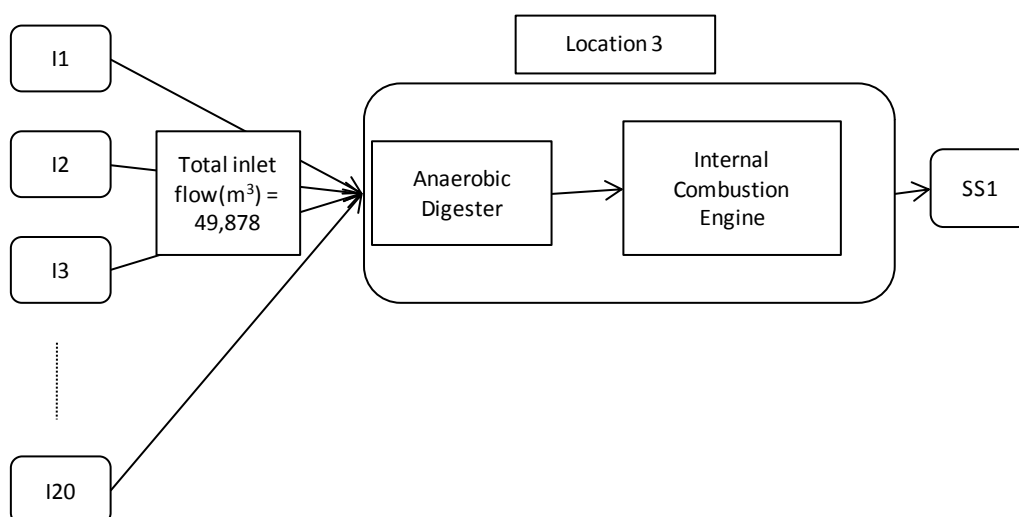 Location 3
I1
I2
Total inlet
flow(m³) =
49,878
Anaerobic
Digester
Internal
Combustion
Engine
SS1
I3
I20